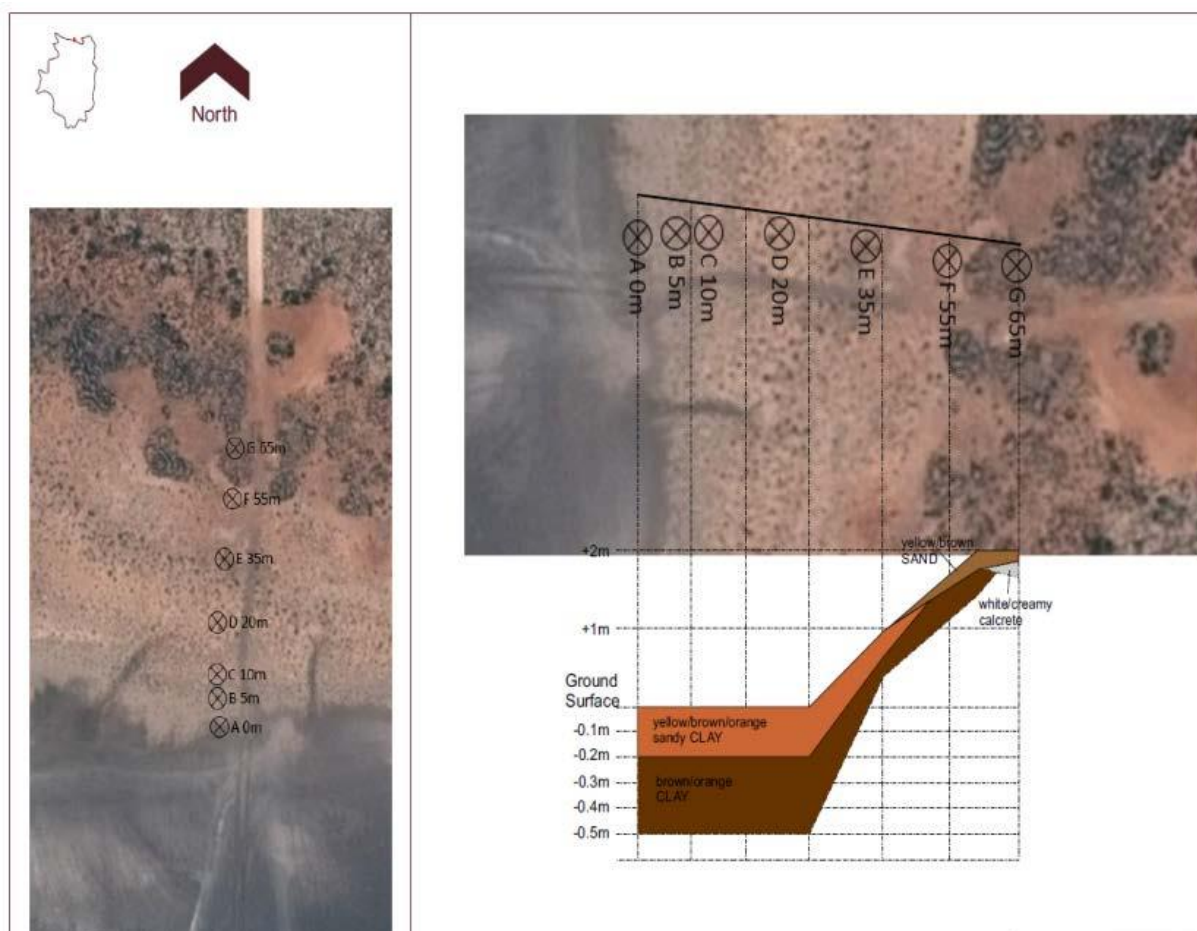 North
G 65m
F 55m
E 35m
D 20m
C 10m
B 5m
A 0m
A 0m
B 5m
C 10m
D 20m
E 35m
F 55m
G 65m
+2m
yellow/brown
SAND
white/creamy
calcrete
+1m
Ground
Surface
-0.1m
-0.2m
-0.3m
-0.4m
-0.5m
yellow/brown/orange
sandy CLAY
brown/orange
CLAY